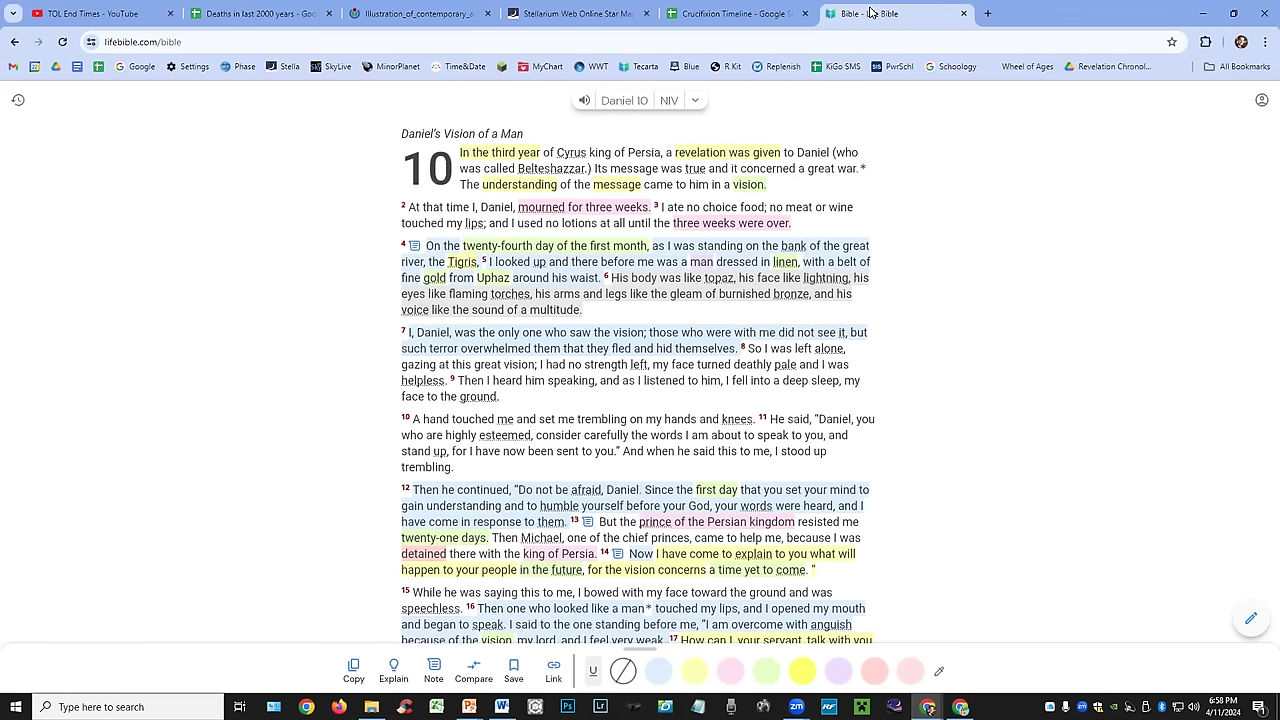 TOL End Times - YouTube
Deaths in last 2000 years - Goo
Illustration_of_contemporary_e
Stellarium Web Online Star Map
Crucifixion Timeline - Google S
Bible - Bible
lifebible.com/bible
Google
Settings
Phase
Stella
SkyLive
MinorPlanet
Time&Date
MyChart
WWT
Tecarta
Blue
R Kit
Replenish
KiGo SMS
PwrSchl
Schoology
Wheel of Ages
Revelation Chronol...
All Bookmarks
Daniel 10 NIV
Daniel's Vision of a Man
10 In the third year of Cyrus king of Persia, a revelation was given to Daniel (who
was called Belteshazzar.) Its message was true and it concerned a great war.*
The understanding of the message came to him in a vision.
2 At that time I, Daniel, mourned for three weeks. 3 I ate no choice food; no meat or wine
touched my lips; and I used no lotions at all until the three weeks were over.
4 On the twenty-fourth day of the first month, as I was standing on the bank of the great
river, the Tigris, 5 I looked up and there before me was a man dressed in linen, with a belt of
fine gold from Uphaz around his waist. 6 His body was like topaz, his face like lightning, his
eyes like flaming torches, his arms and legs like the gleam of burnished bronze, and his
voice like the sound of a multitude.
7 I, Daniel, was the only one who saw the vision; those who were with me did not see it, but
such terror overwhelmed them that they fled and hid themselves. 8 So I was left alone,
gazing at this great vision; I had no strength left, my face turned deathly pale and I was
helpless. 9 Then I heard him speaking, and as I listened to him, I fell into a deep sleep, my
face to the ground.
10 A hand touched me and set me trembling on my hands and knees. 11 He said, “Daniel, you
who are highly esteemed, consider carefully the words I am about to speak to you, and
stand up, for I have now been sent to you.” And when he said this to me, I stood up
trembling.
12 Then he continued, “Do not be afraid, Daniel. Since the first day that you set your mind to
gain understanding and to humble yourself before your God, your words were heard, and I
have come in response to them. 13 But the prince of the Persian kingdom resisted me
twenty-one days. Then Michael, one of the chief princes, came to help me, because I was
detained there with the king of Persia. 14 Now I have come to explain to you what will
happen to your people in the future, for the vision concerns a time yet to come. ”
15 While he was saying this to me, I bowed with my face toward the ground and was
speechless. 16 Then one who looked like a man* touched my lips, and I opened my mouth
and began to speak. I said to the one standing before me, “I am overcome with anguish
because of the vision, my lord, and I feel very weak. 17 How can I, your servant, talk with you
Copy
Explain
Note
Compare
Save
Link
U
Type here to search
6:58 PM
4/11/2024